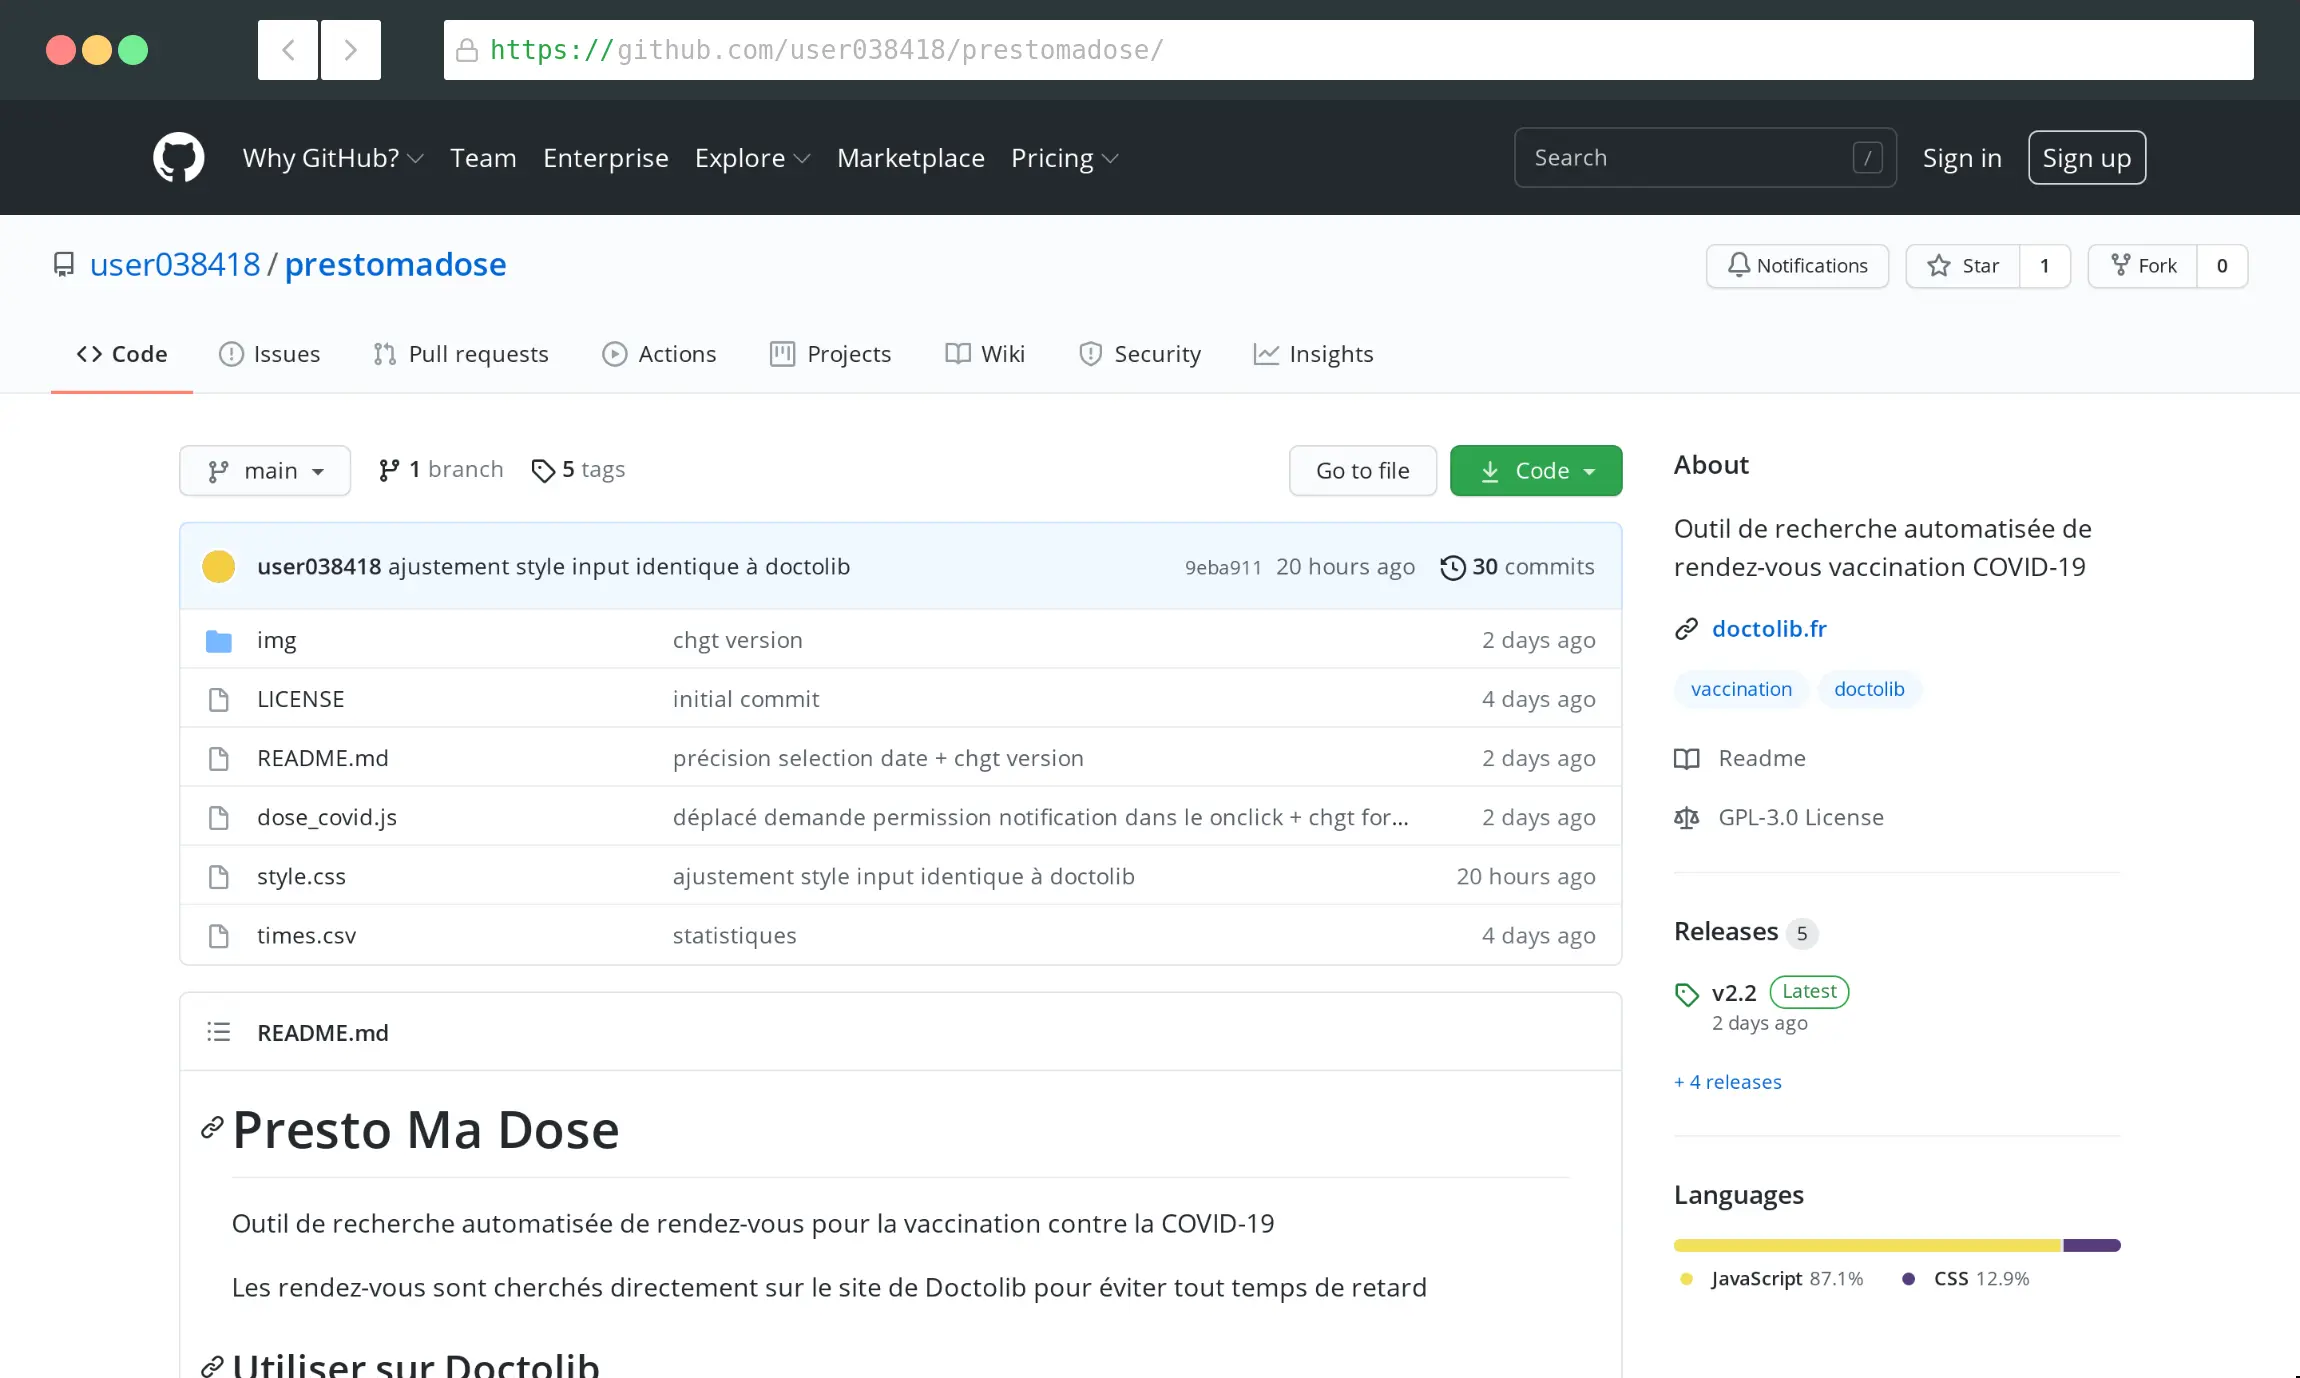 https://github.com/user038418/prestomadose/
Why GitHub? Team Enterprise Explore Marketplace Pricing Search / Sign in Sign up
user038418 / prestomadose Notifications Star 1 Fork 0
Code Issues Pull requests Actions Projects Wiki Security Insights
main 1 branch 5 tags Go to file Code
user038418 ajustement style input identique à doctolib 9eba911 20 hours ago 30 commits
img chgt version 2 days ago
LICENSE initial commit 4 days ago
README.md précision selection date + chgt version 2 days ago
dose_covid.js déplacé demande permission notification dans le onclick + chgt for... 2 days ago
style.css ajustement style input identique à doctolib 20 hours ago
times.csv statistiques 4 days ago
README.md
Presto Ma Dose
Outil de recherche automatisée de rendez-vous pour la vaccination contre la COVID-19
Les rendez-vous sont cherchés directement sur le site de Doctolib pour éviter tout temps de retard
Utiliser sur Doctolib
About
Outil de recherche automatisée de
rendez-vous vaccination COVID-19
doctolib.fr
vaccination doctolib
Readme
GPL-3.0 License
Releases 5
v2.2 Latest
2 days ago
+ 4 releases
Languages
JavaScript 87.1% CSS 12.9%